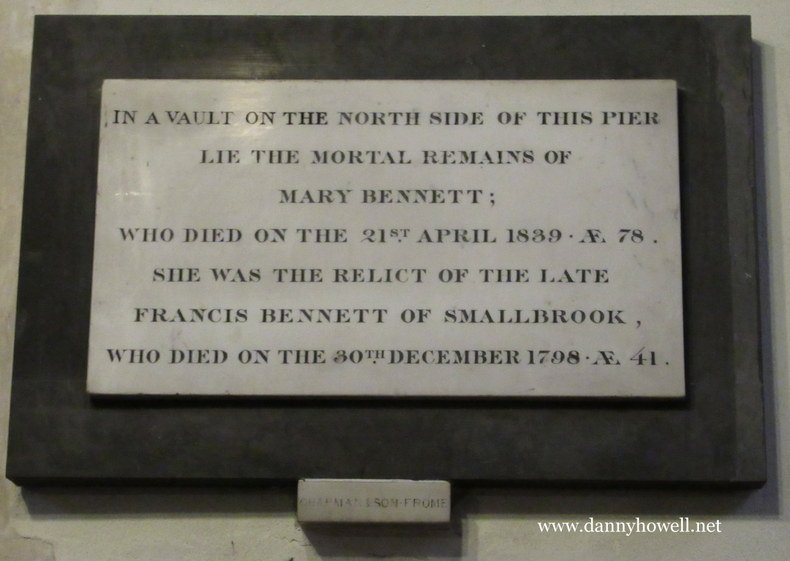 IN A VAULT ON THE NORTH SIDE OF THIS PIER
LIE THE MORTAL REMAINS OF
MARY BENNETT;
WHO DIED ON THE 21ST APRIL 1839 · Æ. 78.
SHE WAS THE RELICT OF THE LATE
FRANCIS BENNETT OF SMALLBROOK,
WHO DIED ON THE 30TH DECEMBER 1798 · Æ. 41.
CHAPMAN & SON · FROME
www.dannyhowell.net